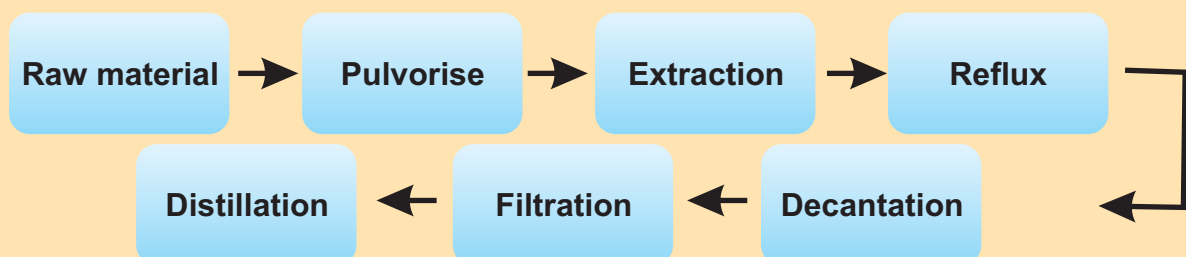 Raw material
Pulvorise
Extraction
Reflux
Decantation
Filtration
Distillation